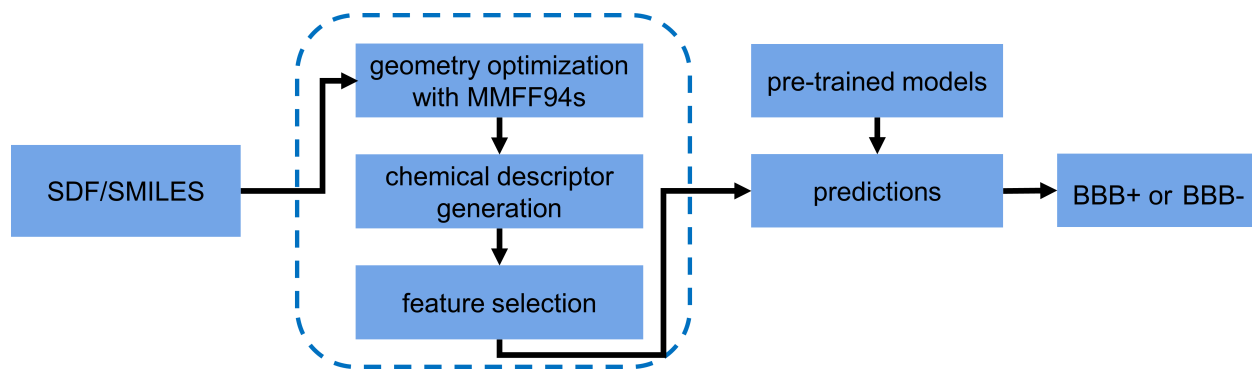 SDF/SMILES
geometry optimization
with MMFF94s
chemical descriptor
generation
feature selection
pre-trained models
predictions
BBB+ or BBB-